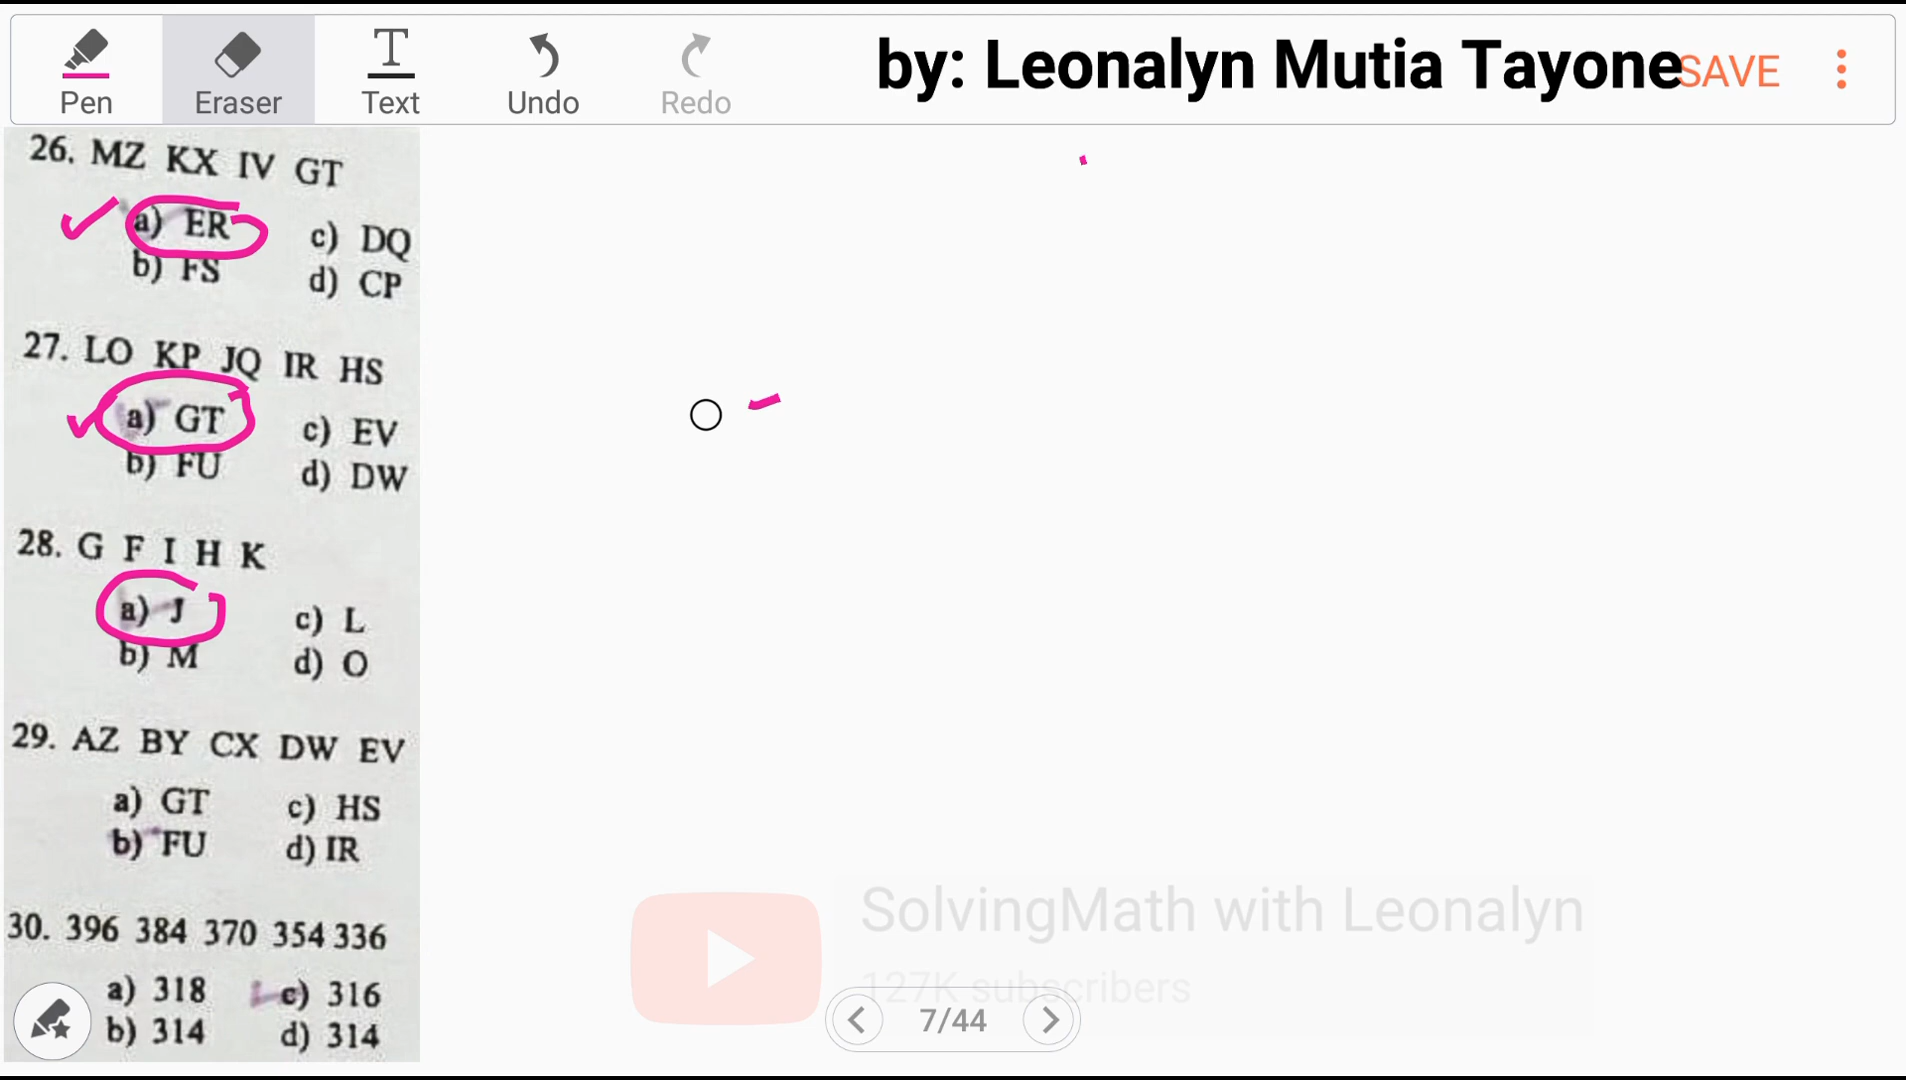 Pen Eraser Text Undo Redo by: Leonalyn Mutia Tayone SAVE
26. MZ KX IV GT
a) ER c) DQ
b) FS d) CP
27. LO KP JQ IR HS
a) GT c) EV
b) FU d) DW
28. G F I H K
a) J c) L
b) M d) O
29. AZ BY CX DW EV
a) GT c) HS
b) FU d) IR
30. 396 384 370 354 336
a) 318 c) 316
b) 314 d) 314
SolvingMath with Leonalyn
127K subscribers
7/44